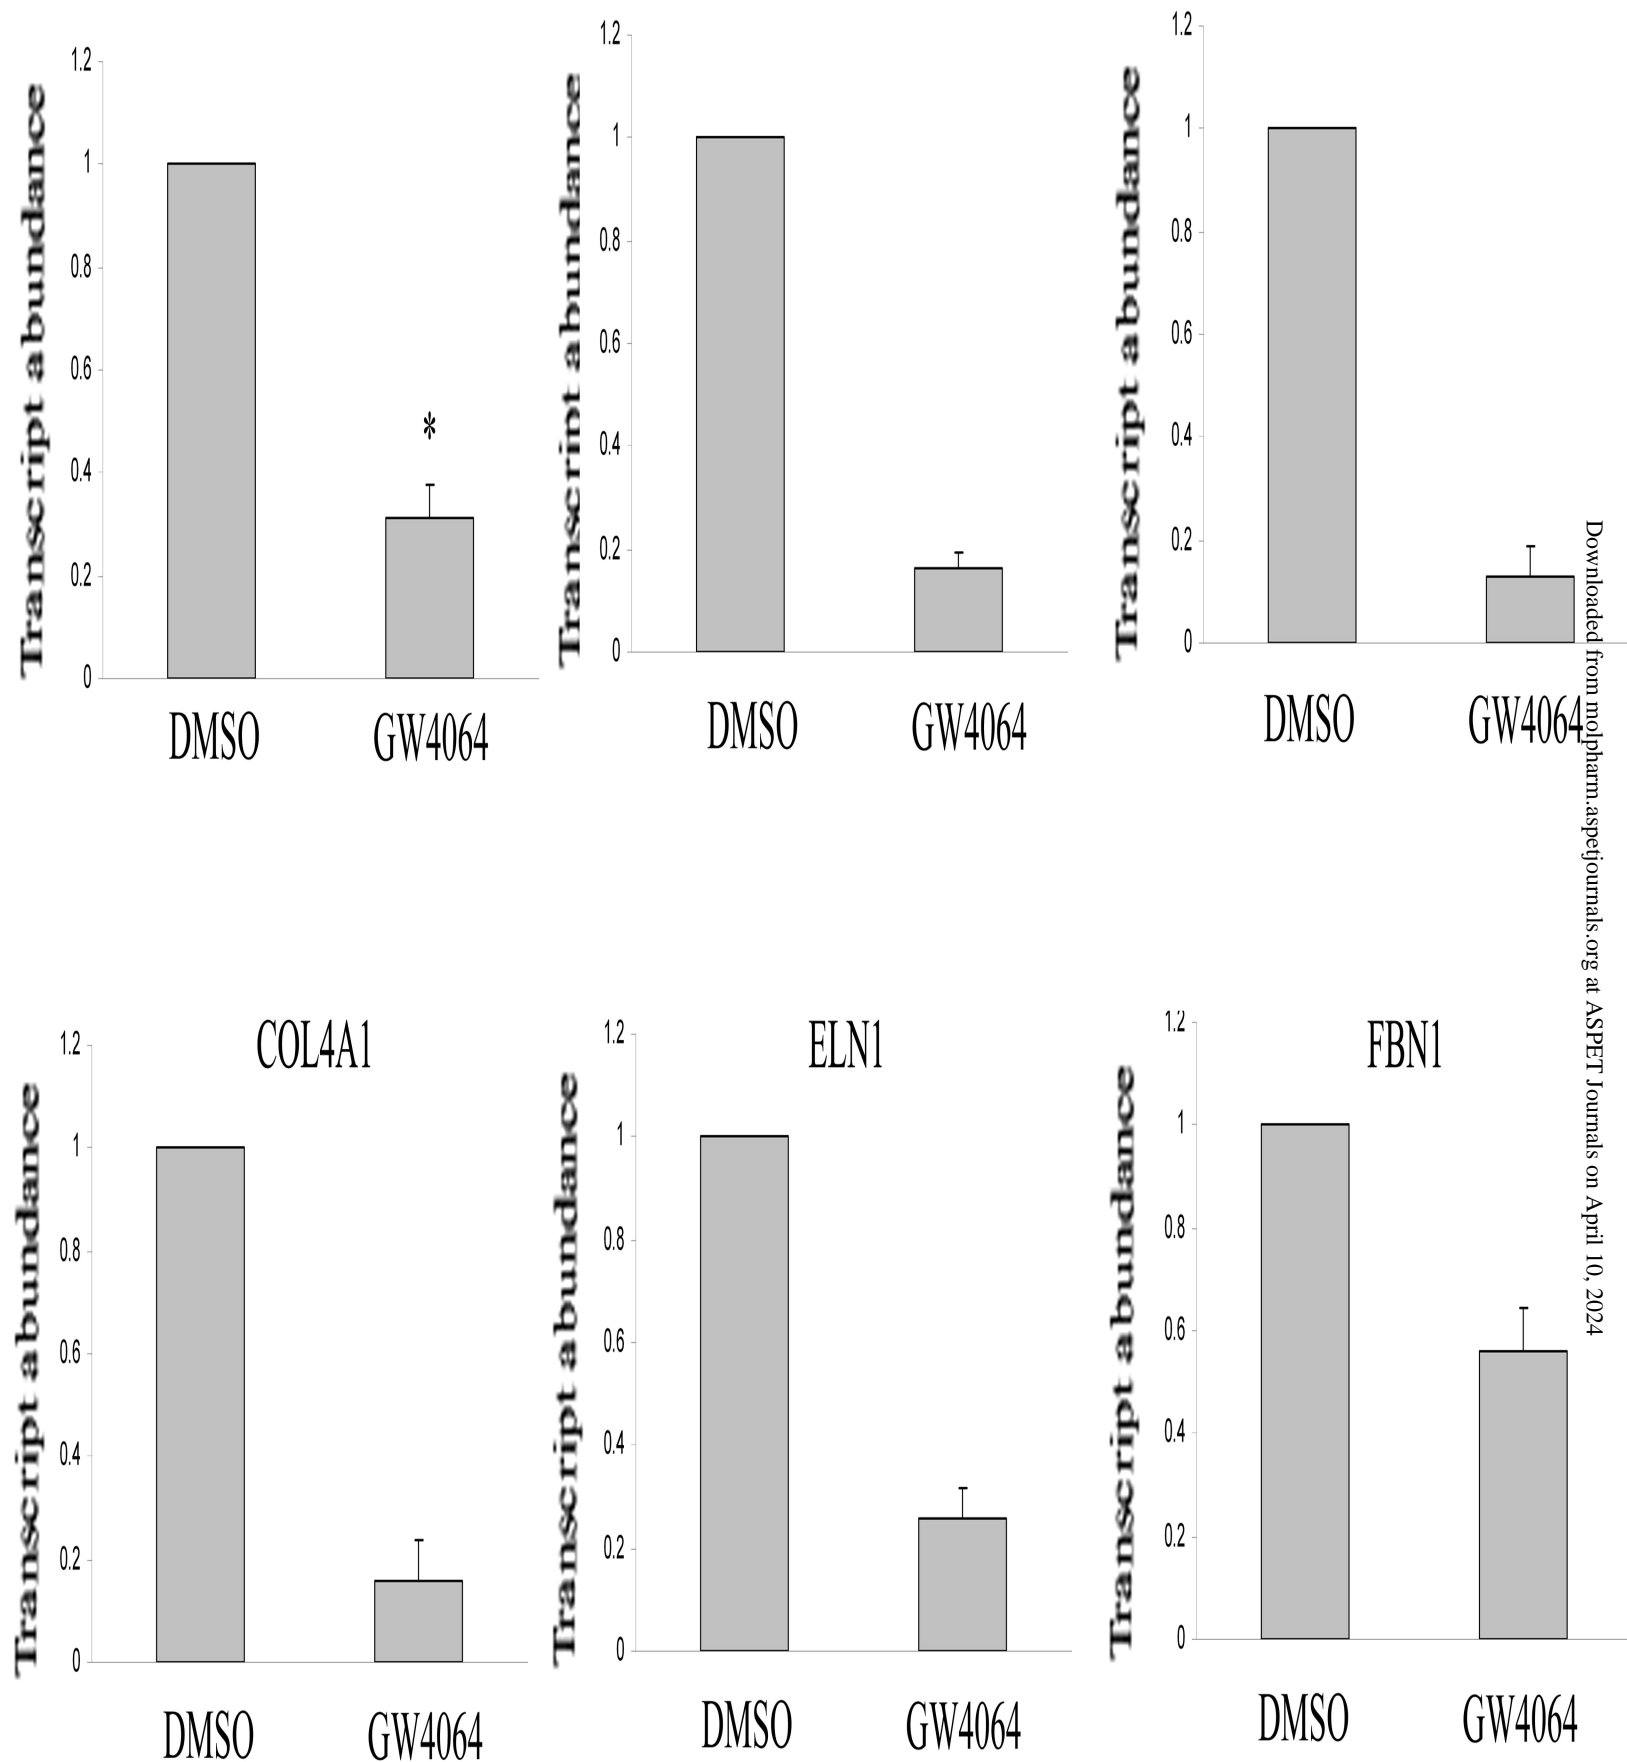 Transcript abundance
1.2
1
0.8
0.6
0.4
0.2
0
*
DMSO
GW4064
Transcript abundance
1.2
1
0.8
0.6
0.4
0.2
0
DMSO
GW4064
Transcript abundance
1.2
1
0.8
0.6
0.4
0.2
0
DMSO
GW4064
COL4A1
Transcript abundance
1.2
1
0.8
0.6
0.4
0.2
0
DMSO
GW4064
ELN1
Transcript abundance
1.2
1
0.8
0.6
0.4
0.2
0
DMSO
GW4064
FBN1
Transcript abundance
1.2
1
0.8
0.6
0.4
0.2
0
DMSO
GW4064
Downloaded from molpharm.aspetjournals.org at ASPET Journals on April 10, 2024